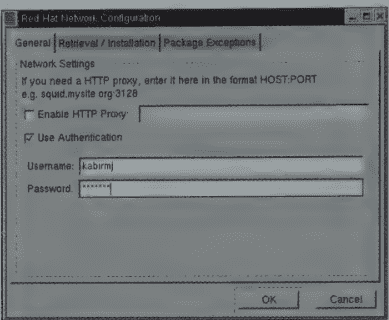 Red Hat Network Configuration
General Retrieval / Installation Package Exceptions
Network Settings
If you need a HTTP proxy, enter it here in the format HOST:PORT
e.g. squid.mysite.org:3128
Enable HTTP Proxy:
Use Authentication
Username: kabirmj
Password: *******
OK Cancel